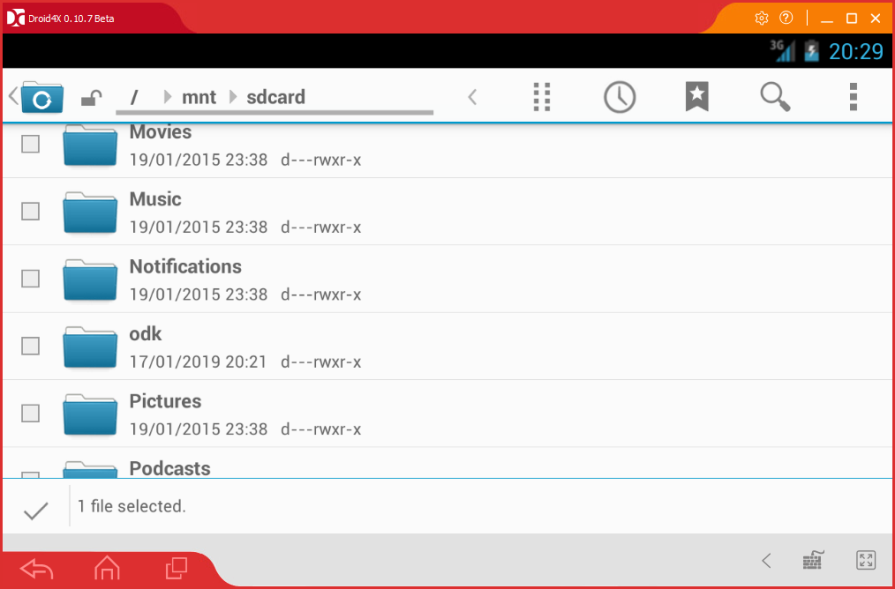 Droid4X 0.10.7 Beta
3G 20:29
/ mnt sdcard
Movies
19/01/2015 23:38 d---rwxr-x
Music
19/01/2015 23:38 d---rwxr-x
Notifications
19/01/2015 23:38 d---rwxr-x
odk
17/01/2019 20:21 d---rwxr-x
Pictures
19/01/2015 23:38 d---rwxr-x
Podcasts
1 file selected.